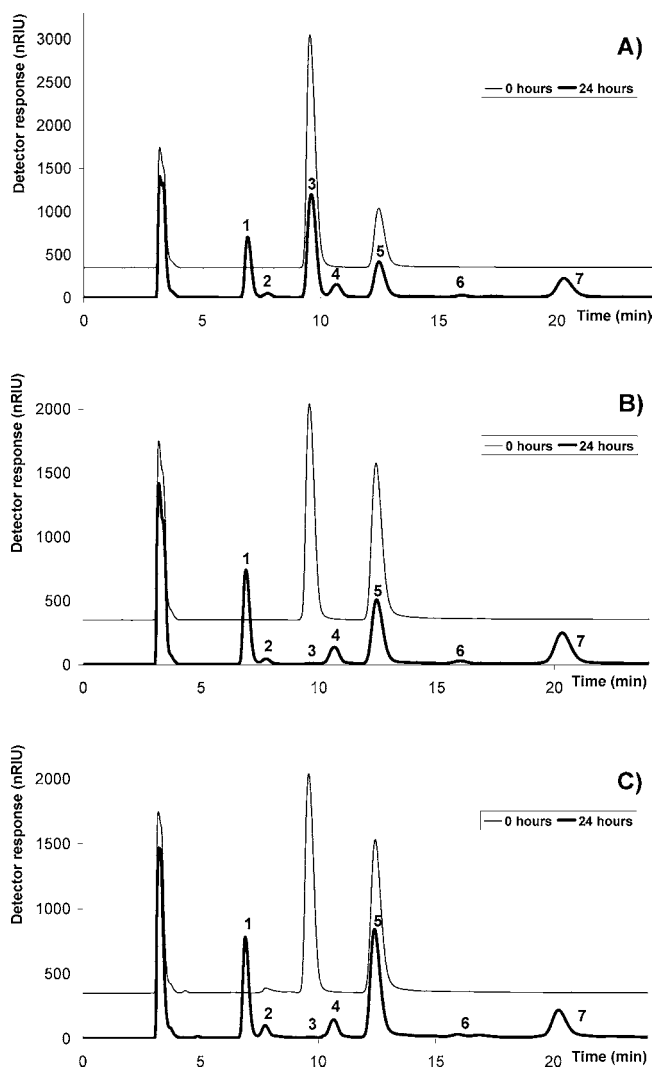 A)
Detector response (nRIU)
0 hours 24 hours
3000
2500
2000
1500
1000
500
0
1
2
3
4
5
6
7
0 5 10 15 20
Time (min)
B)
Detector response (nRIU)
0 hours 24 hours
2000
1500
1000
500
0
1
2
3
4
5
6
7
0 5 10 15 20
Time (min)
C)
Detector response (nRIU)
0 hours 24 hours
2000
1500
1000
500
0
1
2
3
4
5
6
7
0 5 10 15 20
Time (min)